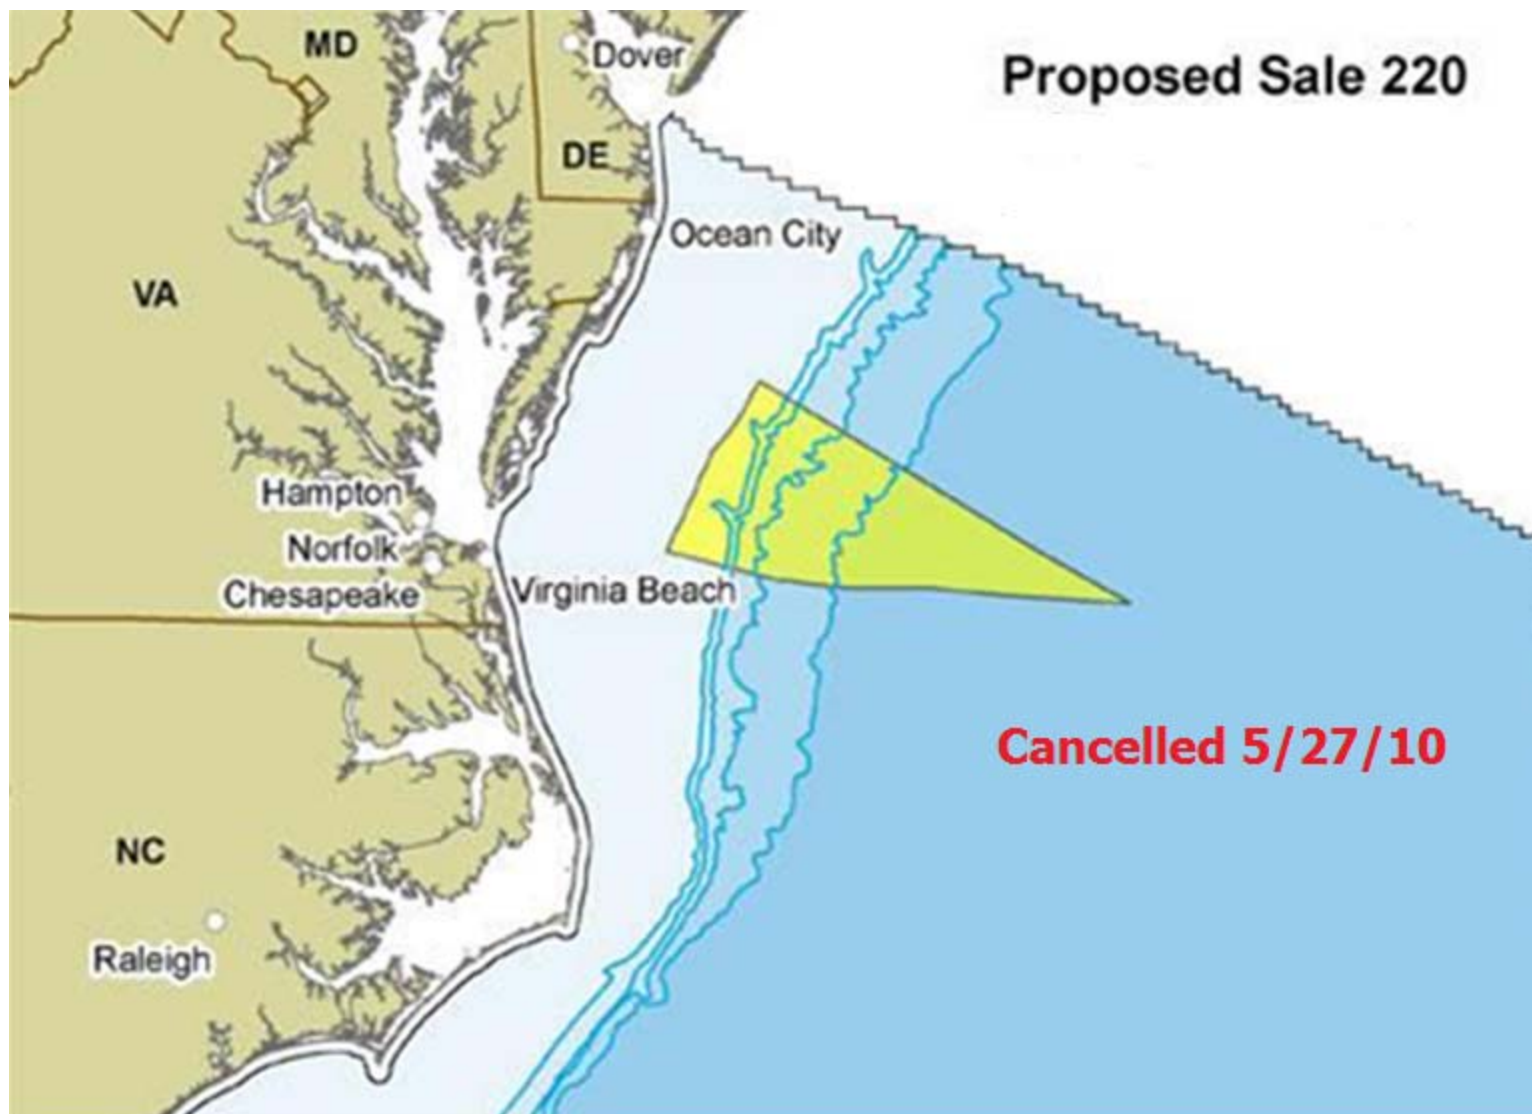 MD
Dover
Proposed Sale 220
DE
Ocean City
VA
Hampton
Norfolk
Chesapeake
Virginia Beach
Cancelled 5/27/10
NC
Raleigh